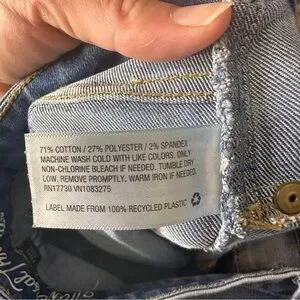 71% COTTON / 27% POLYESTER / 2% SPANDEX
MACHINE WASH COLD WITH LIKE COLORS. ONLY
NON-CHLORINE BLEACH IF NEEDED. TUMBLE DRY
LOW. REMOVE PROMPTLY. WARM IRON IF NEEDED.
RN17730 VN1083275
LABEL MADE FROM 100% RECYCLED PLASTIC